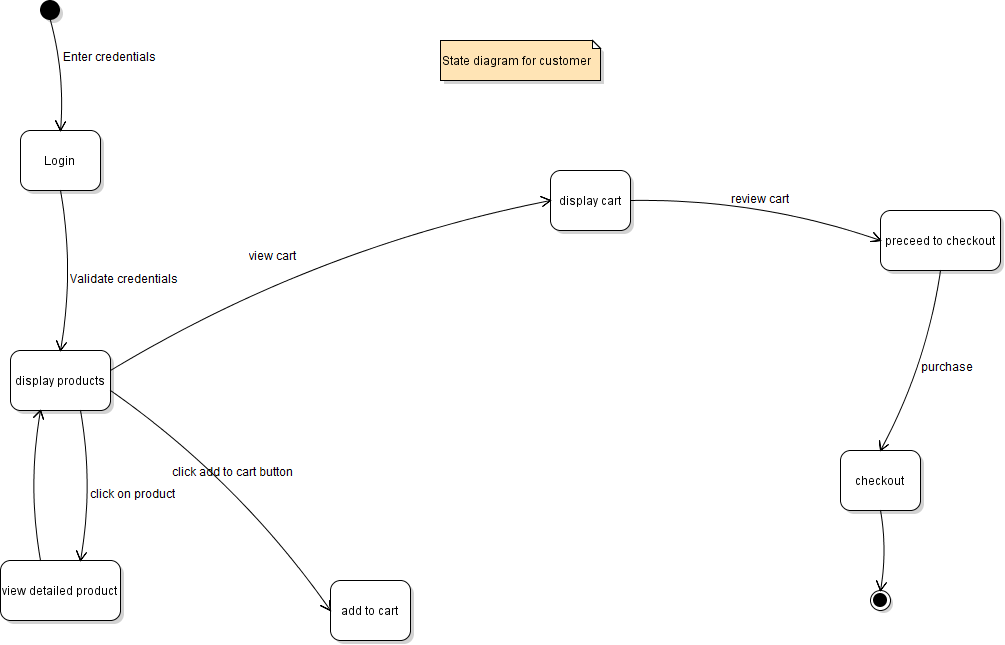 Enter credentials
State diagram for customer
Login
display cart
review cart
preceed to checkout
view cart
Validate credentials
display products
purchase
click add to cart button
click on product
checkout
view detailed product
add to cart